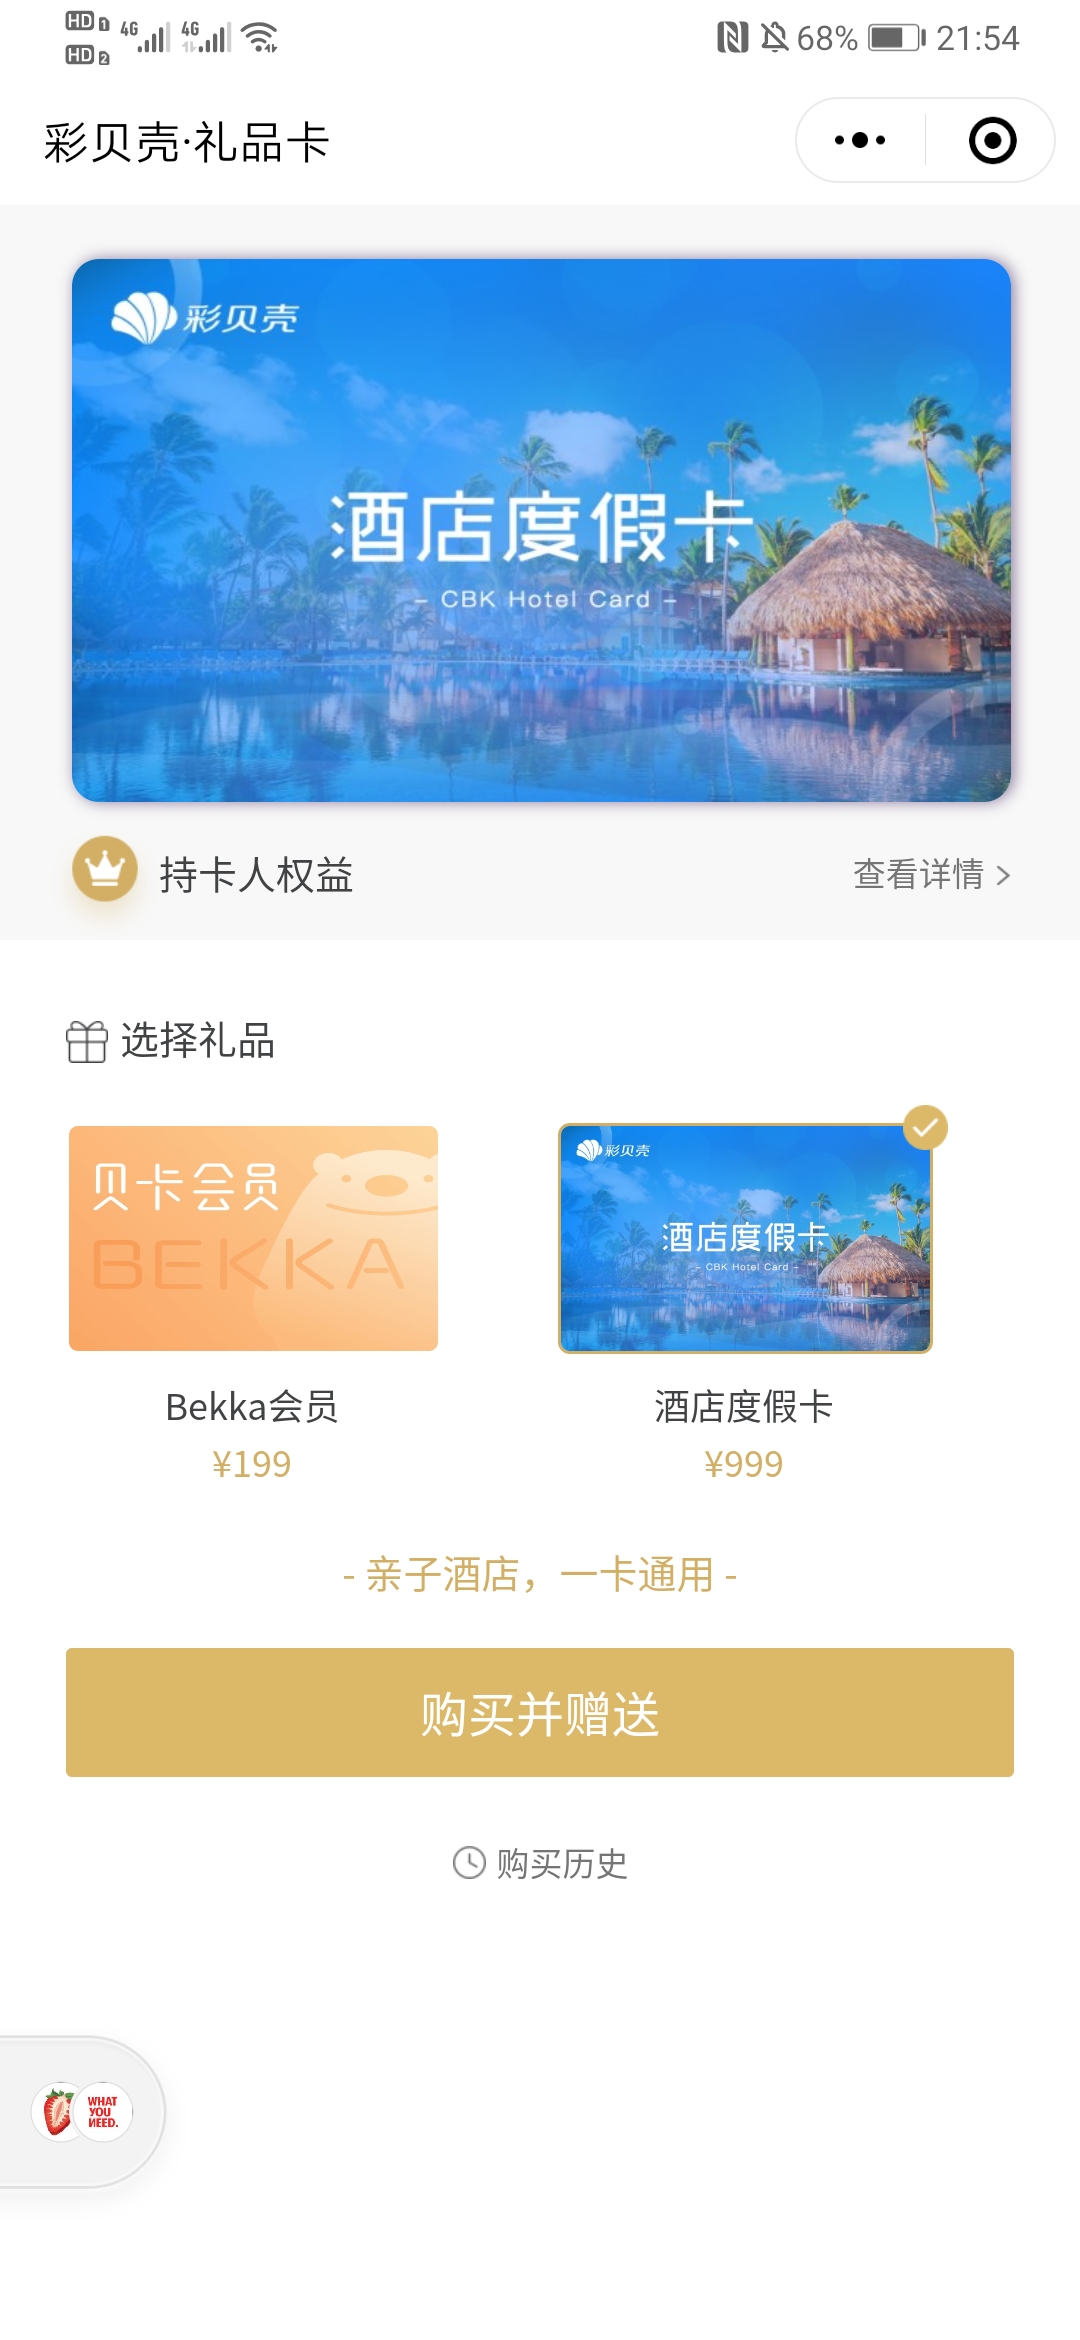 HD 1 4G 4G 68% 21:54
HD 2
彩贝壳·礼品卡
彩贝壳
酒店度假卡
- CBK Hotel Card -
持卡人权益 查看详情 >
选择礼品
贝卡会员
BEKKA
彩贝壳
酒店度假卡
- CBK Hotel Card -
Bekka会员 酒店度假卡
¥199 ¥999
- 亲子酒店，一卡通用 -
购买并赠送
购买历史
WHAT
YOU
NEED.